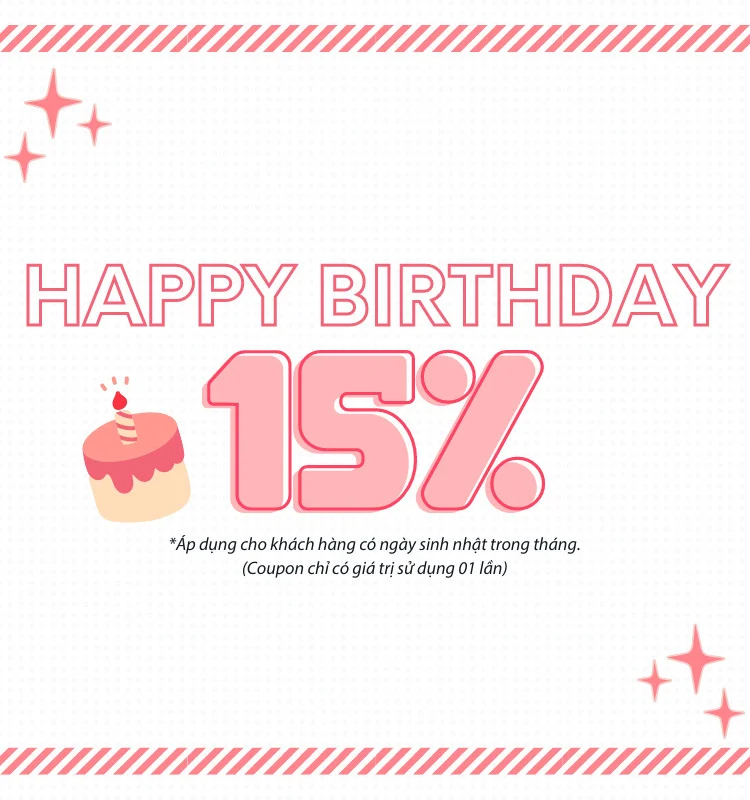 HAPPY BIRTHDAY
15%
*Áp dụng cho khách hàng có ngày sinh nhật trong tháng.
(Coupon chỉ có giá trị sử dụng 01 lần)